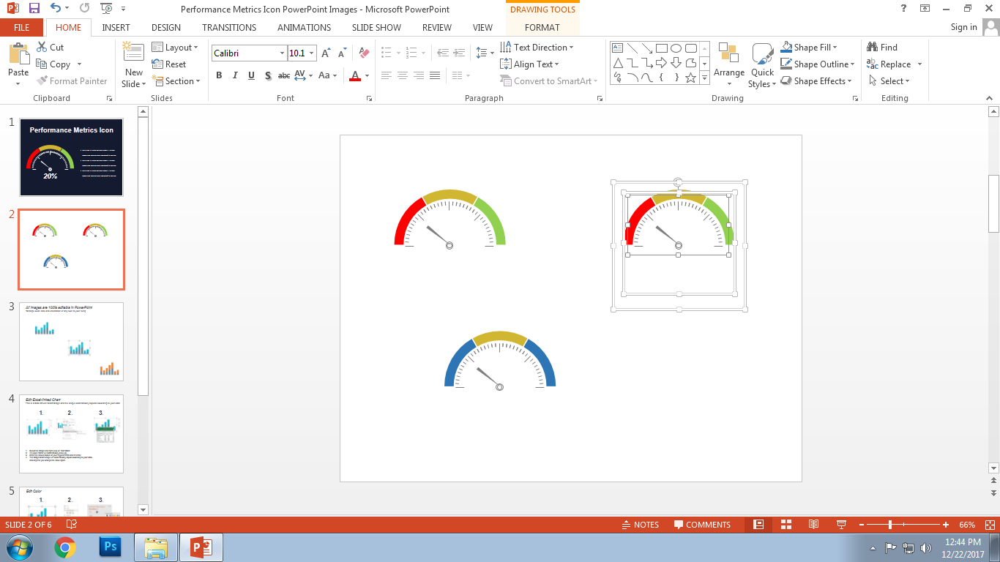 Performance Metrics Icon PowerPoint Images - Microsoft PowerPoint
DRAWING TOOLS
?
FILE
HOME
INSERT
DESIGN
TRANSITIONS
ANIMATIONS
SLIDE SHOW
REVIEW
VIEW
FORMAT
Sign in
Paste
Cut
Copy
Format Painter
Clipboard
New
Slide
Layout
Reset
Section
Slides
Calibri
10.1
B I U S abc AV Aa A
Font
Text Direction
Align Text
Convert to SmartArt
Paragraph
Arrange
Quick
Styles
Shape Fill
Shape Outline
Shape Effects
Drawing
Find
Replace
Select
Editing
1
Performance Metrics Icon
20%
2
3
All images are 100% editable in PowerPoint
4
Edit Excel-linked Chart
1. 2. 3.
5
Edit Color
1. 2. 3.
SLIDE 2 OF 6
NOTES
COMMENTS
66%
Ps
12:44 PM
12/22/2017